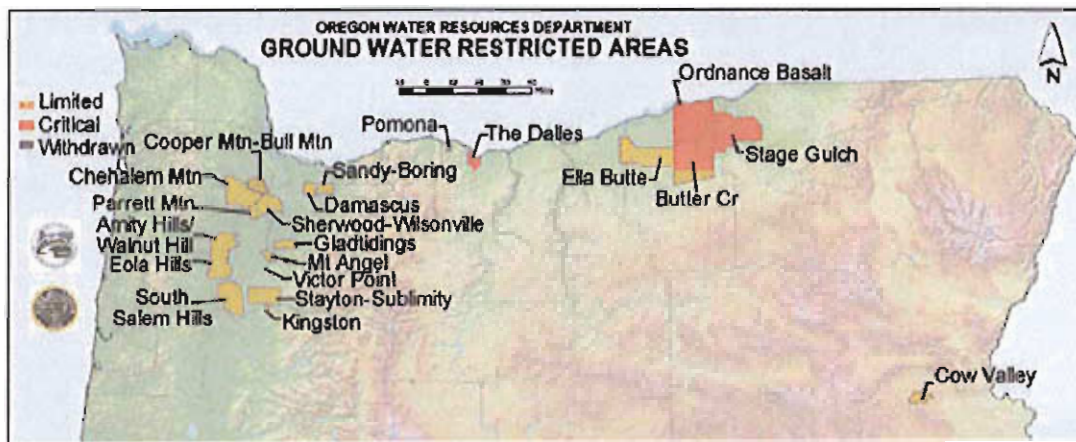 OREGON WATER RESOURCES DEPARTMENT
GROUND WATER RESTRICTED AREAS
N
Limited
Critical
Withdrawn
Ordnance Basalt
Cooper Mtn-Bull Mtn
Pomona
The Dalles
Stage Gulch
Chehalem Mtn
Sandy-Boring
Ella Butte
Butler Cr
Parrett Mtn
Damascus
Sherwood-Wilsonville
Amity Hills/
Walnut Hill
Gladtidings
Eola Hills
Mt Angel
Victor Point
South
Salem Hills
Stayton-Sublimity
Kingston
Cow Valley